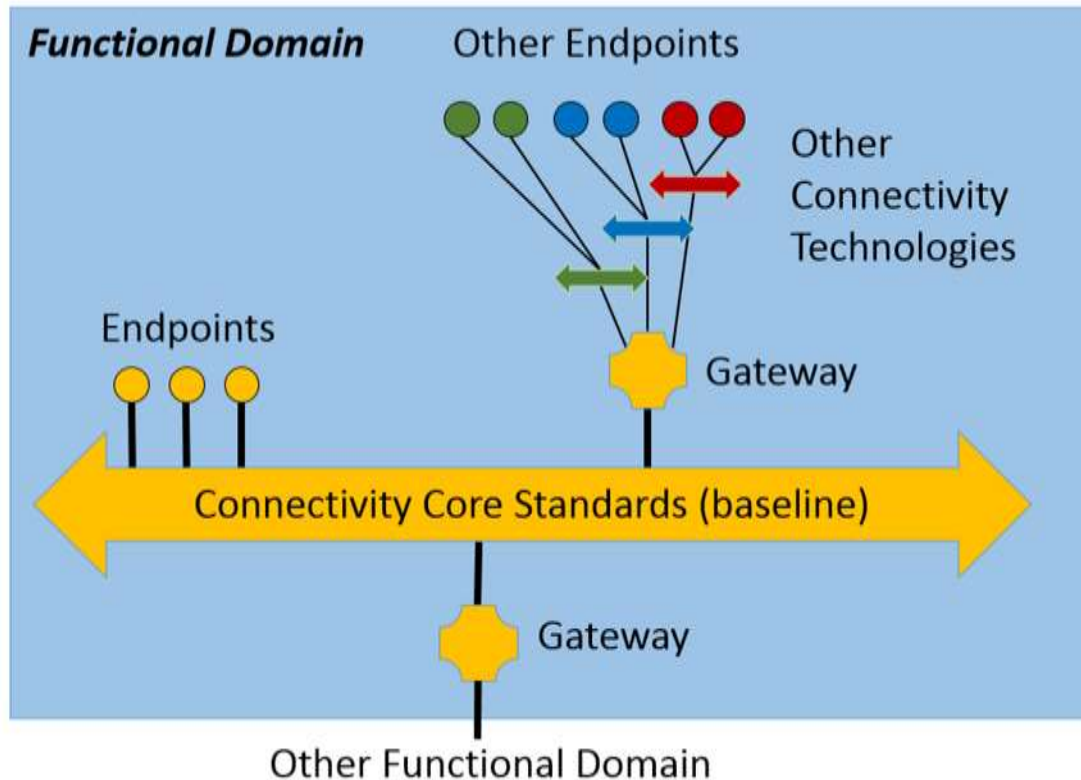 Functional Domain
Other Endpoints
Other
Connectivity
Technologies
Endpoints
Gateway
Connectivity Core Standards (baseline)
Gateway
Other Functional Domain